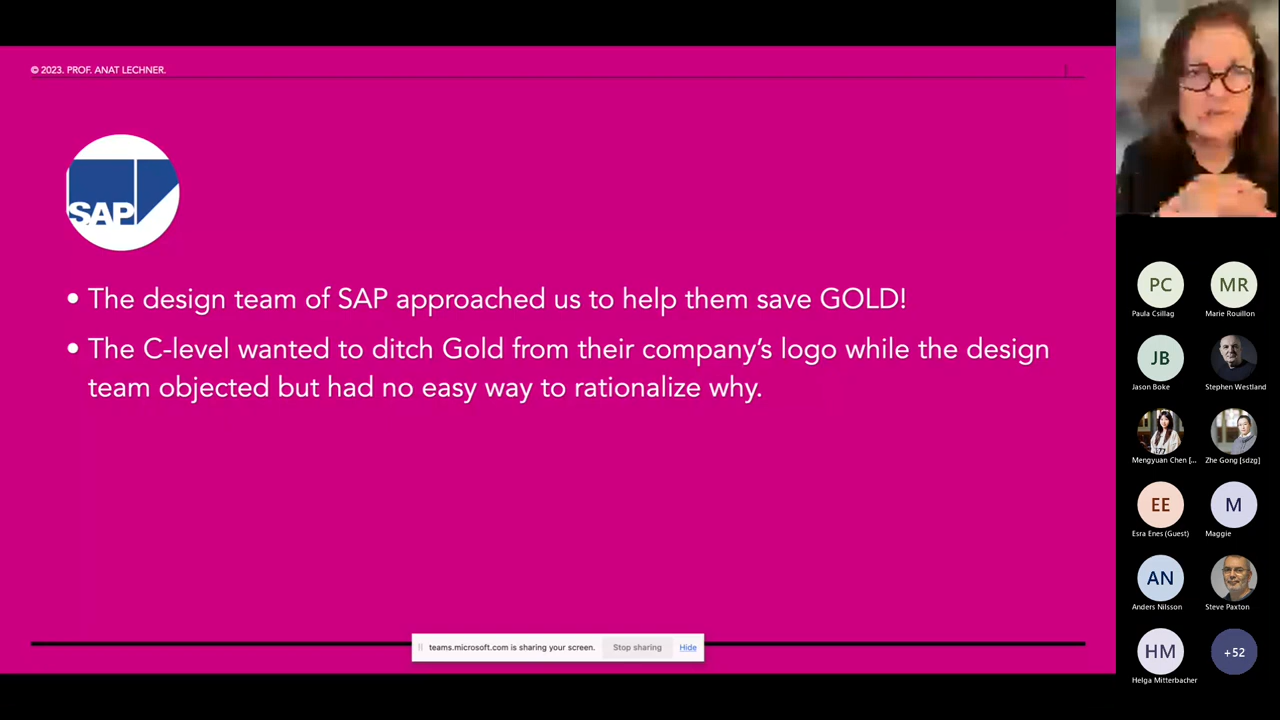 © 2023. PROF. ANAT LECHNER.
SAP
• The design team of SAP approached us to help them save GOLD!
• The C-level wanted to ditch Gold from their company’s logo while the design
team objected but had no easy way to rationalize why.
teams.microsoft.com is sharing your screen. Stop sharing Hide
PC MR
Paula Csillag Marie Rouillon
JB
Jason Boke Stephen Westland
Mengyuan Chen [... Zhe Gong [sdzg]
EE M
Esra Enes (Guest) Maggie
AN
Anders Nilsson Steve Paxton
HM +52
Helga Mitterbacher